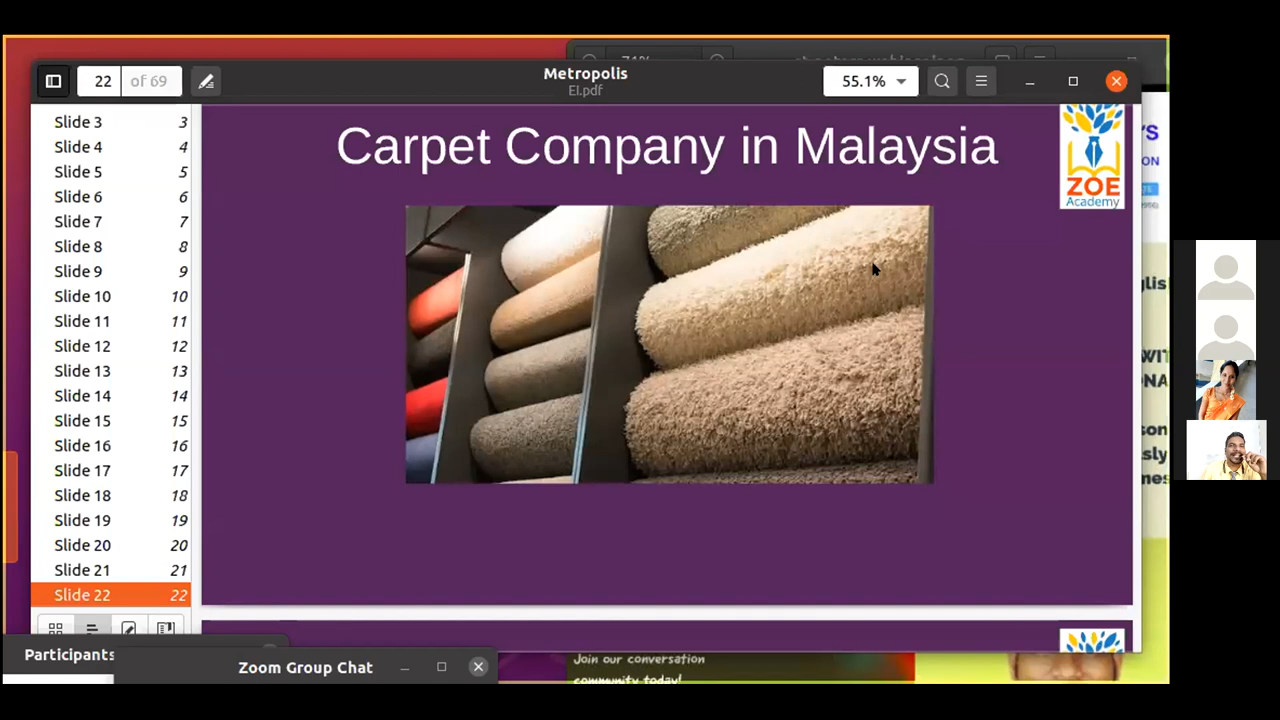 22 of 69
Metropolis
EI.pdf
55.1%
Slide 3 3
Slide 4 4
Slide 5 5
Slide 6 6
Slide 7 7
Slide 8 8
Slide 9 9
Slide 10 10
Slide 11 11
Slide 12 12
Slide 13 13
Slide 14 14
Slide 15 15
Slide 16 16
Slide 17 17
Slide 18 18
Slide 19 19
Slide 20 20
Slide 21 21
Slide 22 22
Carpet Company in Malaysia
ZOE
Academy
Participants
Zoom Group Chat
Join our conversation
community today!